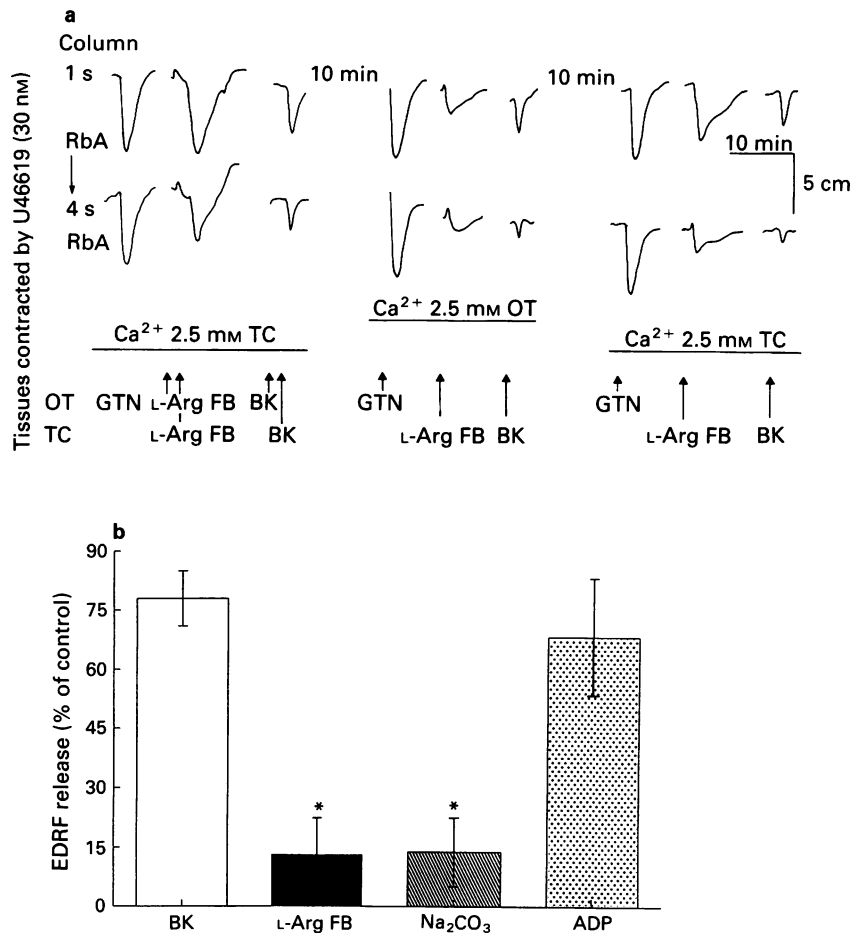 a
Column
1 s
10 min
10 min
RbA
10 min
5 cm
4 s
RbA
Tissues contracted by U46619 (30 nM)
Ca²⁺ 2.5 mM TC
Ca²⁺ 2.5 mM OT
Ca²⁺ 2.5 mM TC
OT GTN L-Arg FB BK GTN GTN
TC L-Arg FB BK L-Arg FB BK L-Arg FB BK
b
EDRF release (% of control)
90
75
60
45
30
15
0
* *
BK L-Arg FB Na₂CO₃ ADP